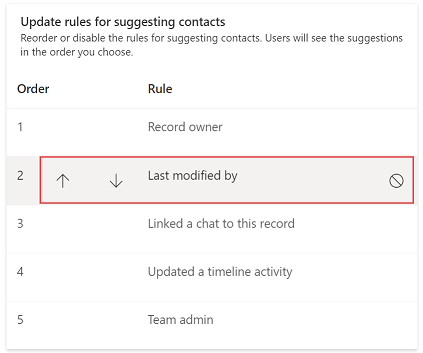 Update rules for suggesting contacts
Reorder or disable the rules for suggesting contacts. Users will see the suggestions
in the order you choose.
Order Rule
1 Record owner
2 Last modified by
3 Linked a chat to this record
4 Updated a timeline activity
5 Team admin